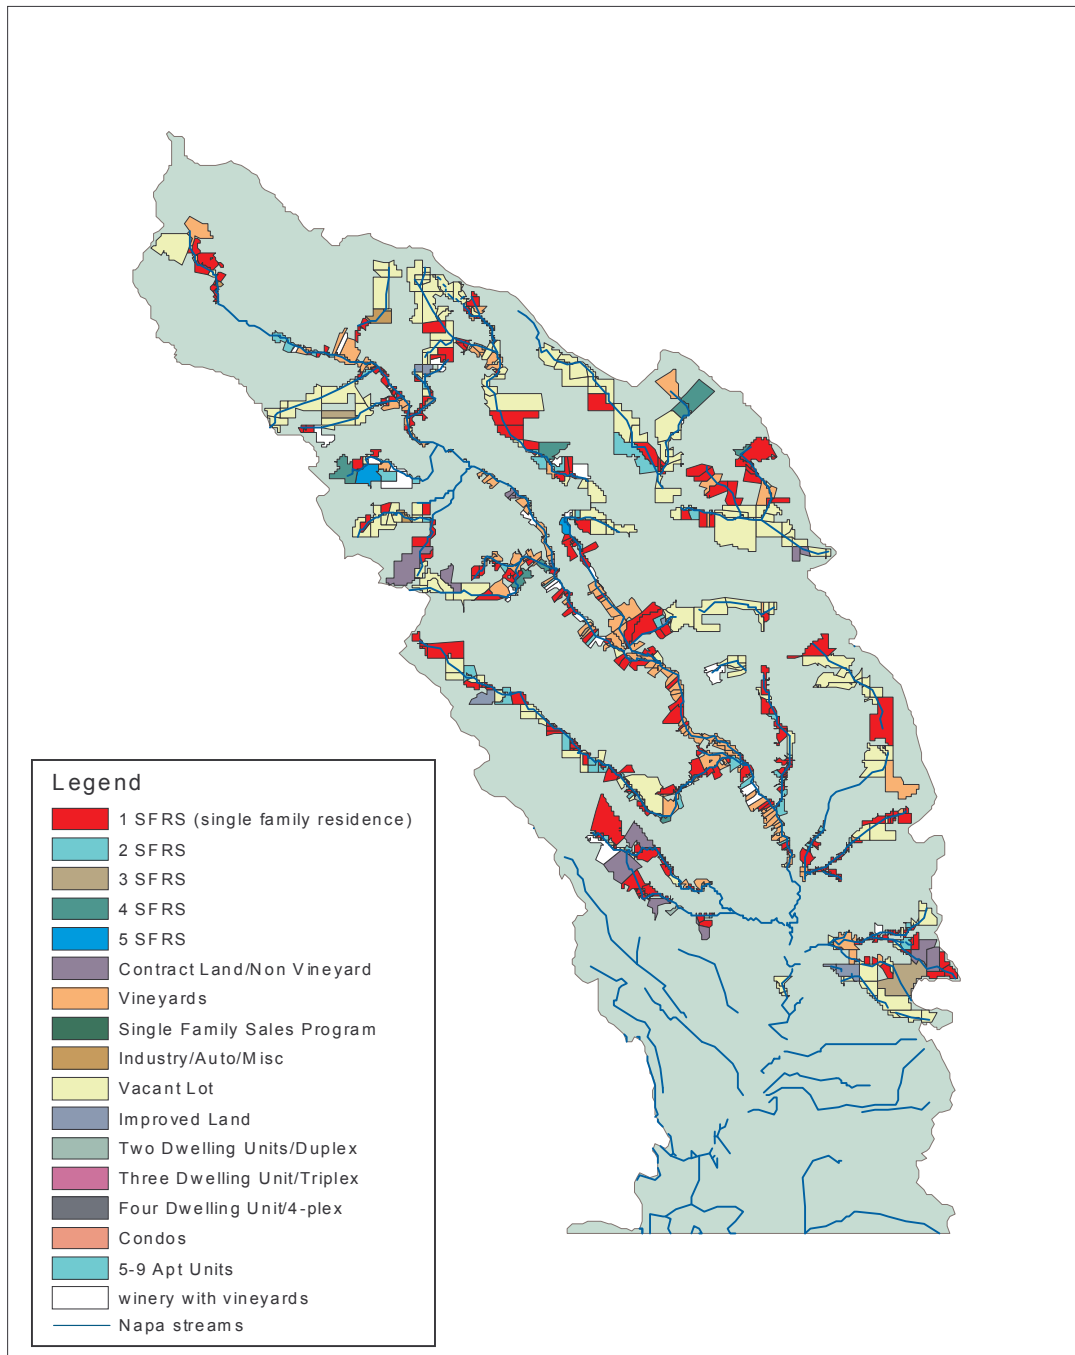 Legend
1 SFRS (single family residence)
2 SFRS
3 SFRS
4 SFRS
5 SFRS
Contract Land/Non Vineyard
Vineyards
Single Family Sales Program
Industry/Auto/Misc
Vacant Lot
Improved Land
Two Dwelling Units/Duplex
Three Dwelling Unit/Triplex
Four Dwelling Unit/4-plex
Condos
5-9 Apt Units
winery with vineyards
Napa streams